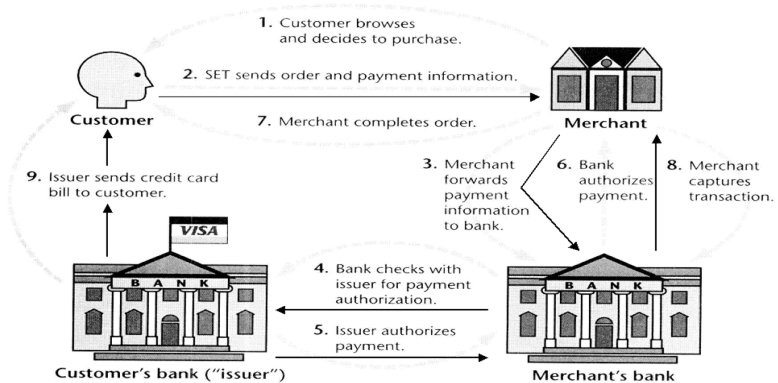 1. Customer browses
and decides to purchase.
2. SET sends order and payment information.
7. Merchant completes order.
Customer
Merchant
3. Merchant
forwards
payment
information
to bank.
6. Bank
authorizes
payment.
8. Merchant
captures
transaction.
9. Issuer sends credit card
bill to customer.
VISA
BANK
4. Bank checks with
issuer for payment
authorization.
5. Issuer authorizes
payment.
BANK
Customer's bank ("issuer")
Merchant's bank